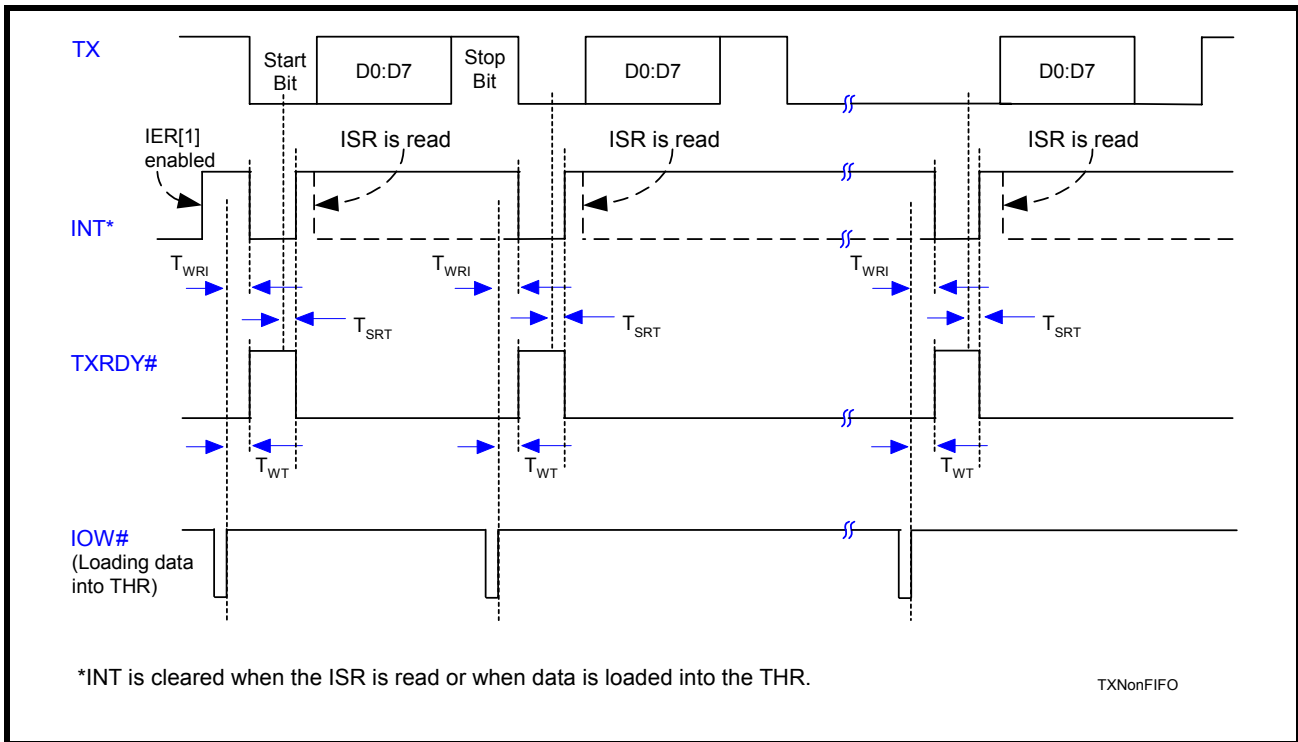 TX
Start
Bit
D0:D7
Stop
Bit
D0:D7
D0:D7
IER[1]
enabled
ISR is read
ISR is read
ISR is read
INT*
TWRI
TWRI
TWRI
TSRT
TSRT
TSRT
TXRDY#
TWT
TWT
TWT
IOW#
(Loading data
into THR)
*INT is cleared when the ISR is read or when data is loaded into the THR.
TXNonFIFO